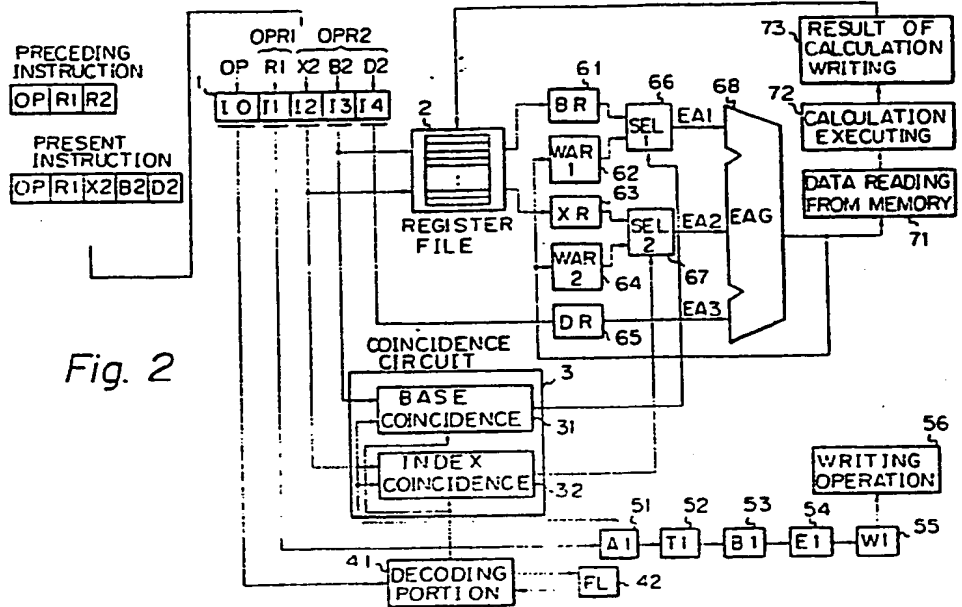 PRECEDING
INSTRUCTION
OP R1 R2
PRESENT
INSTRUCTION
OP R1 X2 B2 D2
OPR1 OPR2
OP R1 X2 B2 D2
1
I0 I1 I2 I3 I4
2
REGISTER
FILE
61
BR
WAR
1
62
63
XR
WAR
2
64
DR
65
66
SEL
1
SEL
2
67
EA1
EA2
EA3
68
EAG
73
RESULT OF
CALCULATION
WRITING
72
CALCULATION
EXECUTING
DATA READING
FROM MEMORY
71
Fig. 2
COINCIDENCE
CIRCUIT
3
BASE
COINCIDENCE
31
INDEX
COINCIDENCE
32
41
DECODING
PORTION
FL
42
51
A1
52
T1
53
B1
54
E1
W1
55
56
WRITING
OPERATION